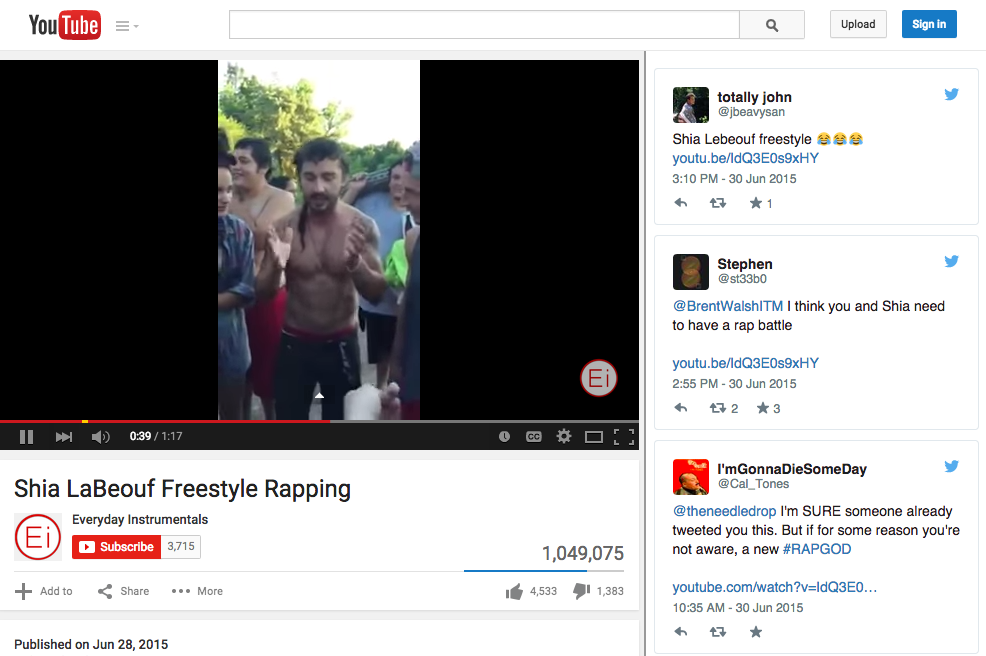 YouTube
Upload
Sign in
Ei
0:39 / 1:17
CC
Shia LaBeouf Freestyle Rapping
Ei
Everyday Instrumentals
Subscribe 3,715
1,049,075
Add to Share More 4,533 1,383
Published on Jun 28, 2015
totally john
@jbeavysan
Shia Lebeouf freestyle 😂😂😂
youtu.be/IdQ3E0s9xHY
3:10 PM - 30 Jun 2015
1
Stephen
@st33b0
@BrentWalshITM I think you and Shia need
to have a rap battle
youtu.be/IdQ3E0s9xHY
2:55 PM - 30 Jun 2015
2 3
I'mGonnaDieSomeDay
@Cal_Tones
@theneedledrop I'm SURE someone already
tweeted you this. But if for some reason you're
not aware, a new #RAPGOD
youtube.com/watch?v=IdQ3E0…
10:35 AM - 30 Jun 2015